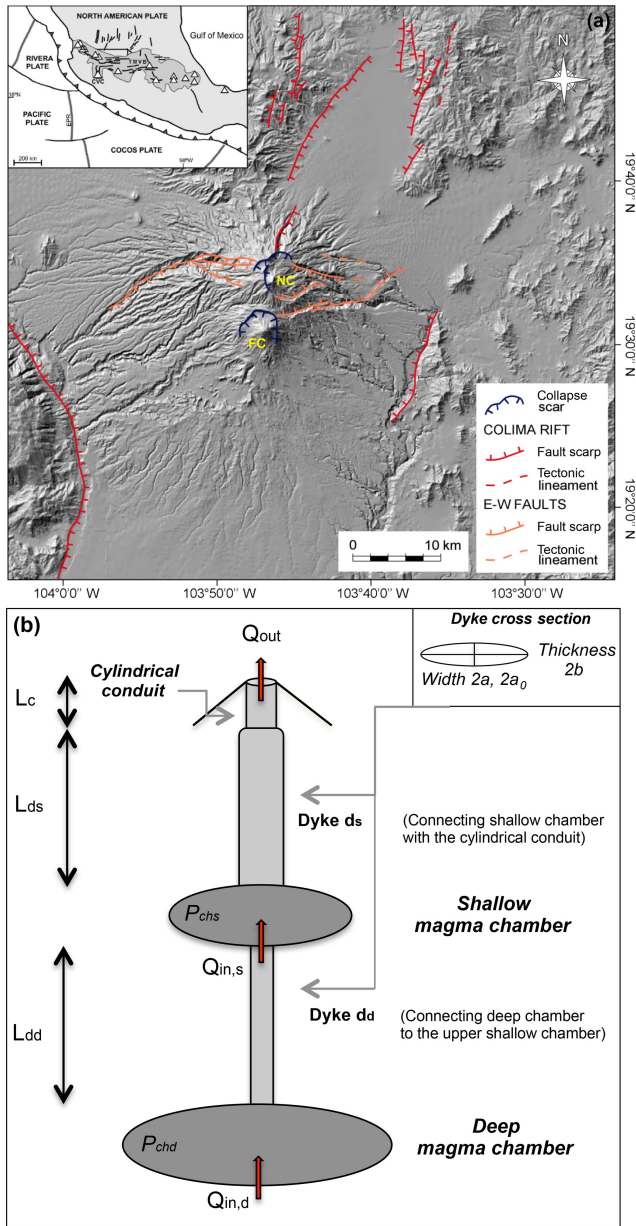 (a)
NORTH AMERICAN PLATE
Gulf of Mexico
RIVERA
PLATE
T M V B
CVC
PACIFIC
PLATE
EPR
COCOS PLATE
200 km
98°W
N
19°40'0'' N
19°30'0'' N
19°20'0'' N
NC
FC
Collapse
scar
COLIMA RIFT
Fault scarp
Tectonic
lineament
E-W FAULTS
Fault scarp
Tectonic
lineament
0 10 km
104°0'0'' W 103°50'0'' W 103°40'0'' W 103°30'0'' W
(b)
Dyke cross section
Thickness
2b
Width 2a, 2a₀
Qout
Cylindrical
conduit
Lc
Lds
Dyke ds
(Connecting shallow chamber
with the cylindrical conduit)
Pchs
Shallow
magma chamber
Qin,s
Ldd
Dyke dd
(Connecting deep chamber
to the upper shallow chamber)
Pchd
Deep
magma chamber
Qin,d